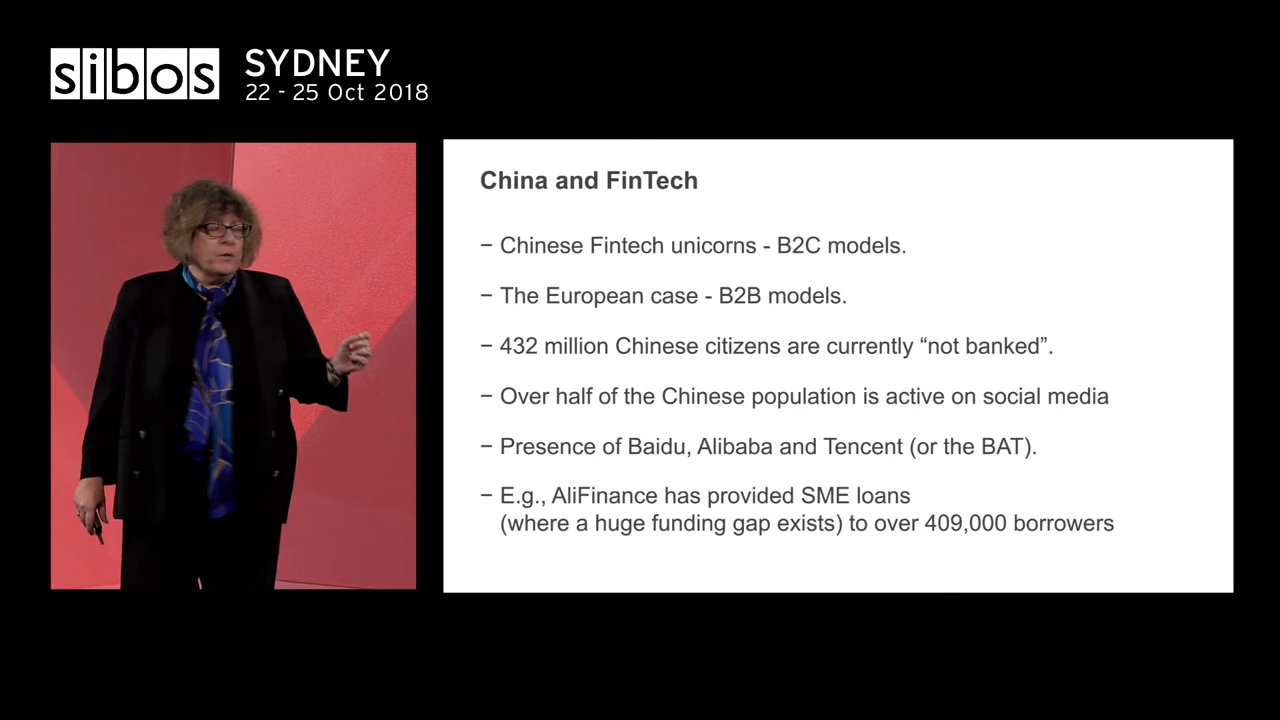 sibos
SYDNEY
22 - 25 Oct 2018
China and FinTech
− Chinese Fintech unicorns - B2C models.
− The European case - B2B models.
− 432 million Chinese citizens are currently “not banked”.
− Over half of the Chinese population is active on social media
− Presence of Baidu, Alibaba and Tencent (or the BAT).
− E.g., AliFinance has provided SME loans
(where a huge funding gap exists) to over 409,000 borrowers